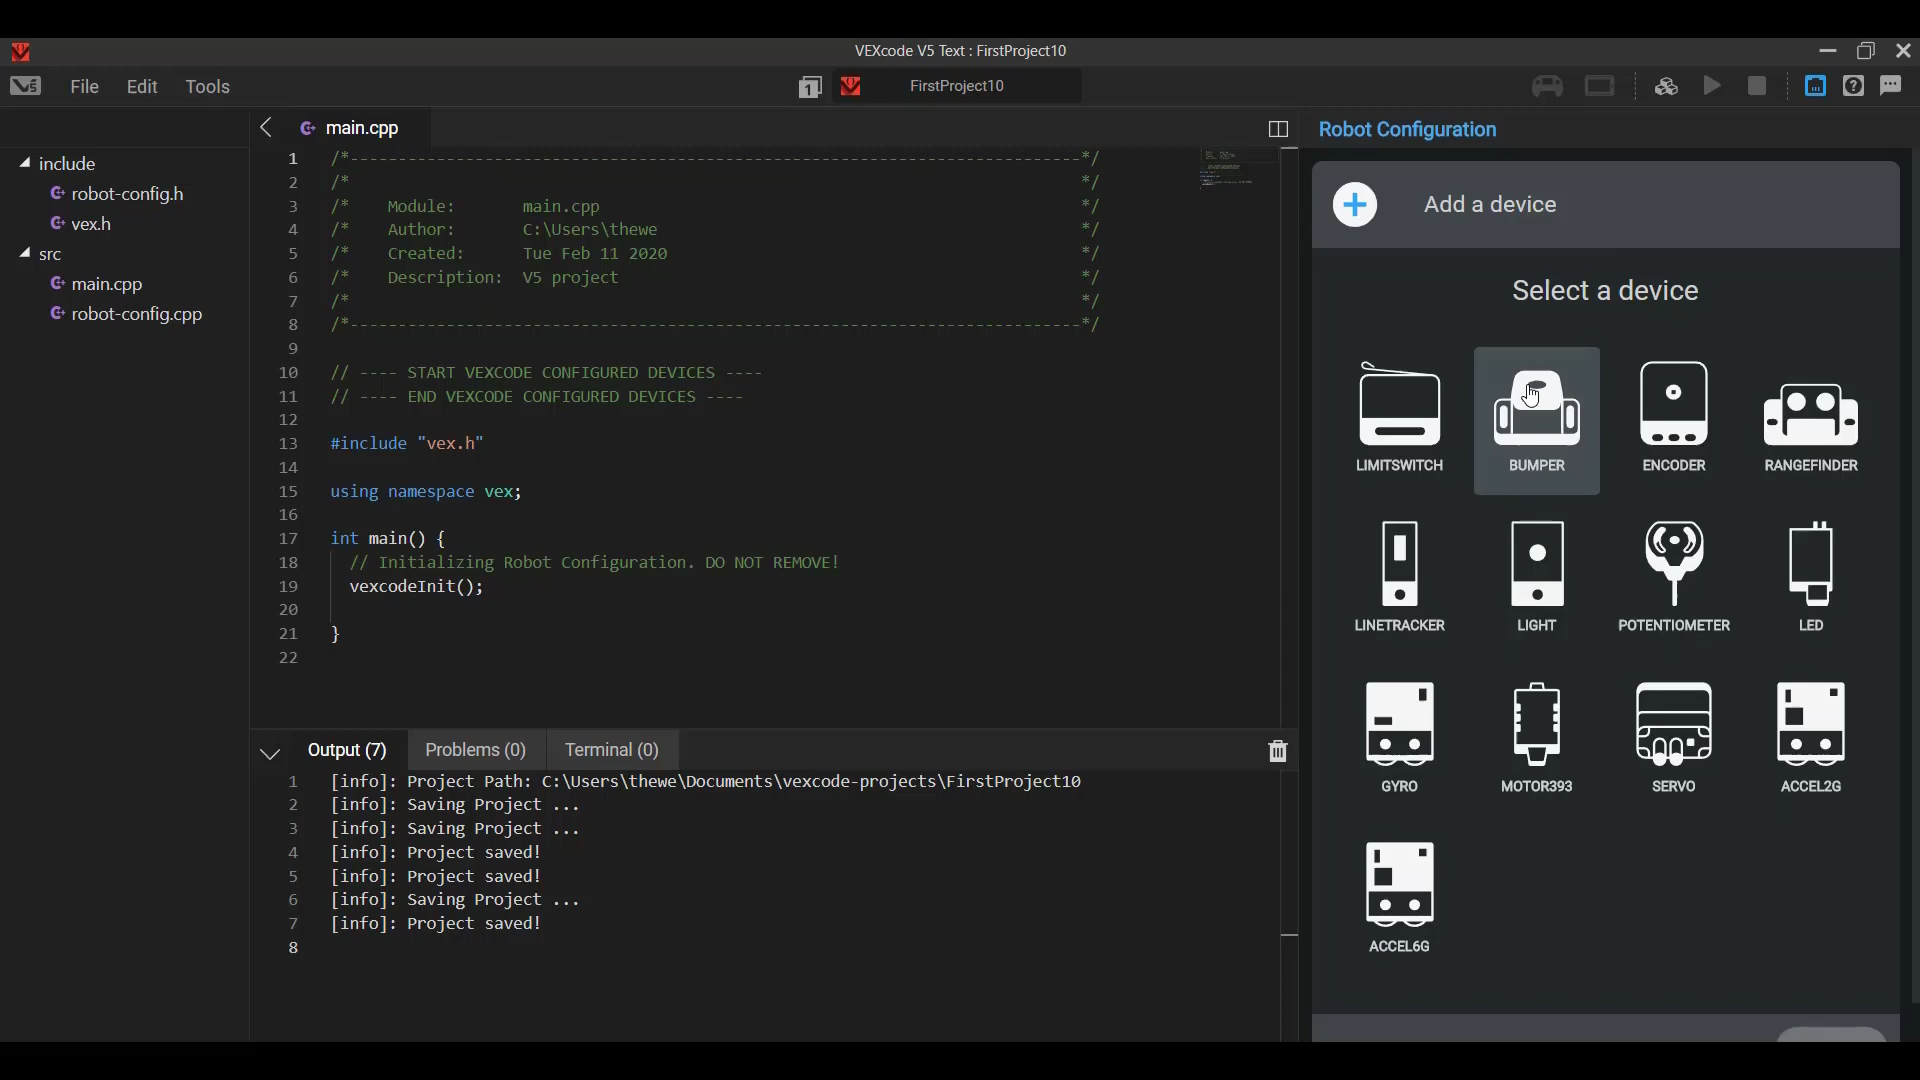 VEXcode V5 Text : FirstProject10
V5 File Edit Tools
1 FirstProject10
include
robot-config.h
vex.h
src
main.cpp
robot-config.cpp
main.cpp
1 /*----------------------------------------------------------------------------*/
2 /* */
3 /* Module: main.cpp */
4 /* Author: C:\Users\thewe */
5 /* Created: Tue Feb 11 2020 */
6 /* Description: V5 project */
7 /* */
8 /*----------------------------------------------------------------------------*/
9
10 // ---- START VEXCODE CONFIGURED DEVICES ----
11 // ---- END VEXCODE CONFIGURED DEVICES ----
12
13 #include "vex.h"
14
15 using namespace vex;
16
17 int main() {
18 // Initializing Robot Configuration. DO NOT REMOVE!
19 vexcodeInit();
20
21 }
22
Output (7) Problems (0) Terminal (0)
1 [info]: Project Path: C:\Users\thewe\Documents\vexcode-projects\FirstProject10
2 [info]: Saving Project ...
3 [info]: Saving Project ...
4 [info]: Project saved!
5 [info]: Project saved!
6 [info]: Saving Project ...
7 [info]: Project saved!
8
Robot Configuration
Add a device
Select a device
LIMITSWITCH BUMPER ENCODER RANGEFINDER
LINETRACKER LIGHT POTENTIOMETER LED
GYRO MOTOR393 SERVO ACCEL2G
ACCEL6G